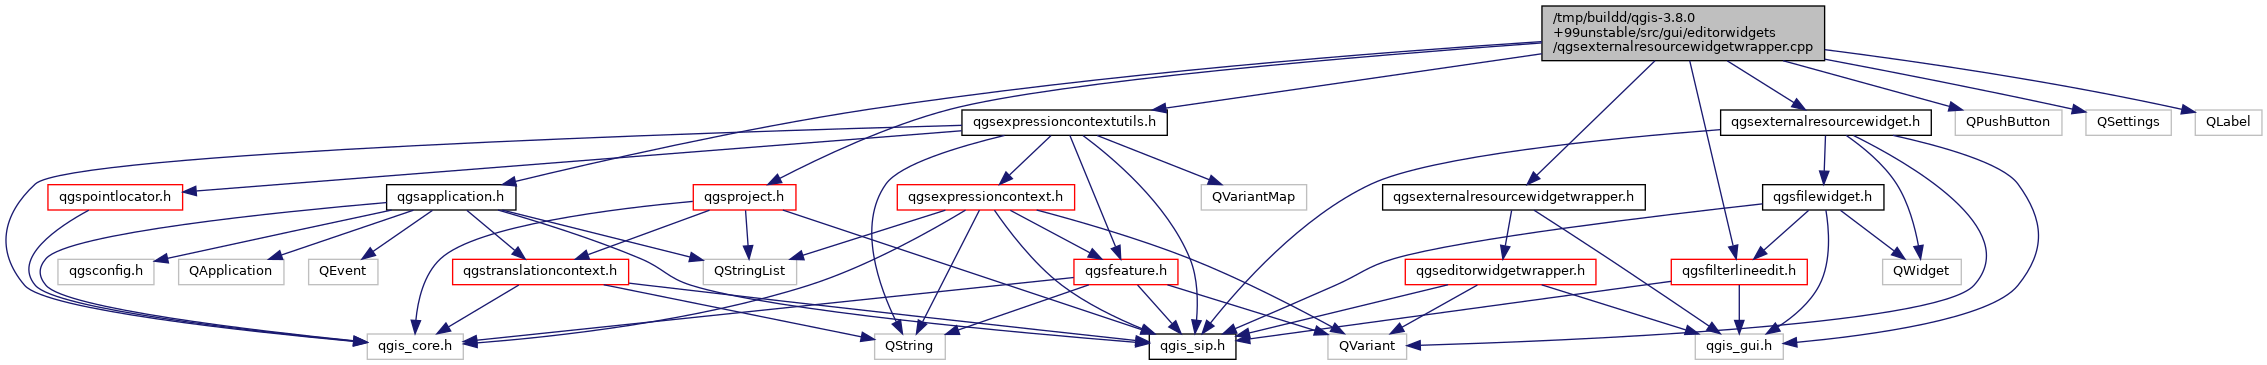 /tmp/buildd/qgis-3.8.0
+99unstable/src/gui/editorwidgets
/qgsexternalresourcewidgetwrapper.cpp
qgsexpressioncontextutils.h
qgsexternalresourcewidget.h
QPushButton
QSettings
QLabel
qgspointlocator.h
qgsapplication.h
qgsproject.h
qgsexpressioncontext.h
QVariantMap
qgsexternalresourcewidgetwrapper.h
qgsfilewidget.h
qgsconfig.h
QApplication
QEvent
qgstranslationcontext.h
QStringList
qgsfeature.h
qgseditorwidgetwrapper.h
qgsfilterlineedit.h
QWidget
qgis_core.h
QString
qgis_sip.h
QVariant
qgis_gui.h